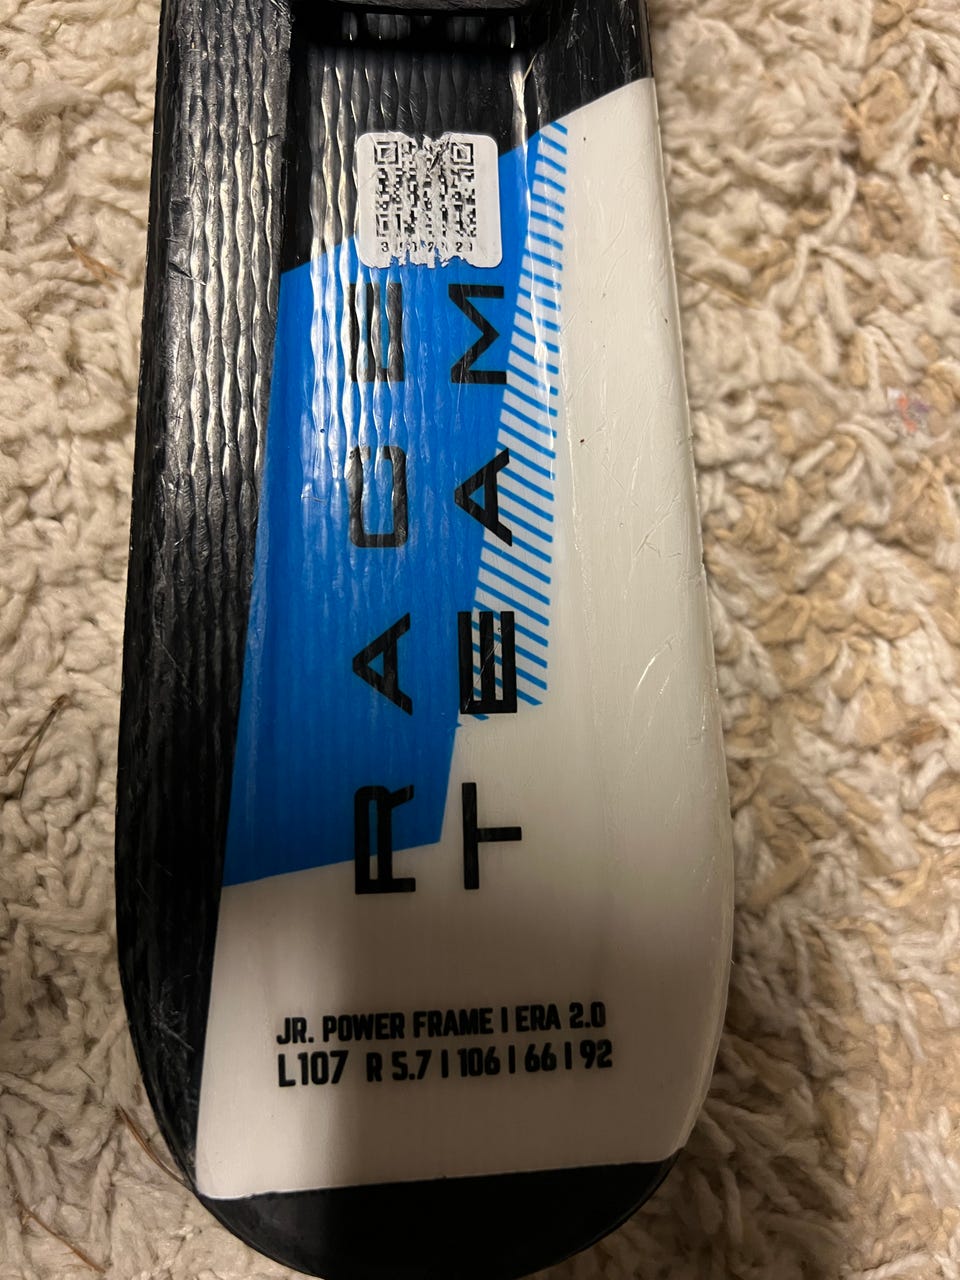 RACE
TEAM
JR. POWER FRAME | ERA 2.0
L107 R 5.7 | 106 | 66 | 92